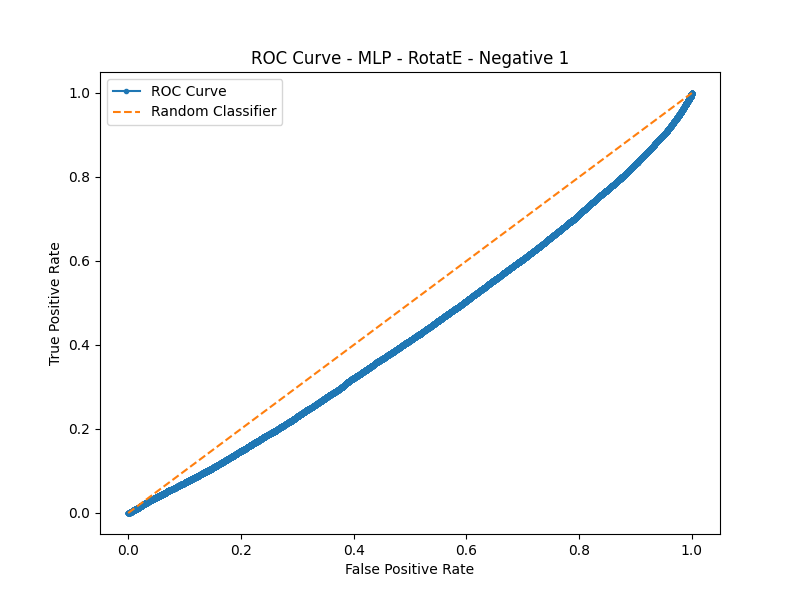 ROC Curve - MLP - RotatE - Negative 1
ROC Curve
Random Classifier
True Positive Rate
1.0
0.8
0.6
0.4
0.2
0.0
0.0 0.2 0.4 0.6 0.8 1.0
False Positive Rate